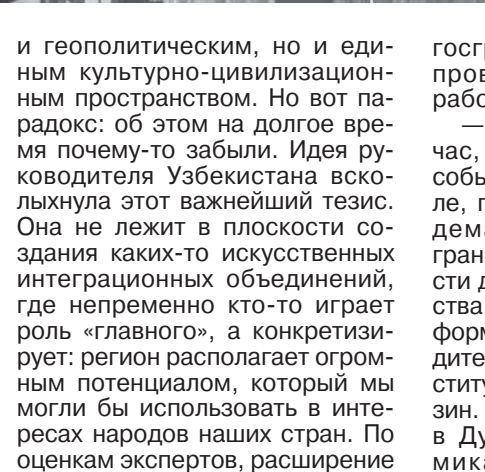 и геополитическим, но и еди-
ным культурно-цивилизацион-
ным пространством. Но вот па-
радокс: об этом на долгое вре-
мя почему-то забыли. Идея ру-
ководителя Узбекистана вско-
лыхнула этот важнейший тезис.
Она не лежит в плоскости со-
здания каких-то искусственных
интеграционных объединений,
где непременно кто-то играет
роль «главного», а конкретизи-
рует: регион располагает огром-
ным потенциалом, который мы
могли бы использовать в инте-
ресах народов наших стран. По
оценкам экспертов, расширение
час,
собы
ле, п
дема
гран
сти д
ства
форм
дите
ститу
зин.
в Ду
мика